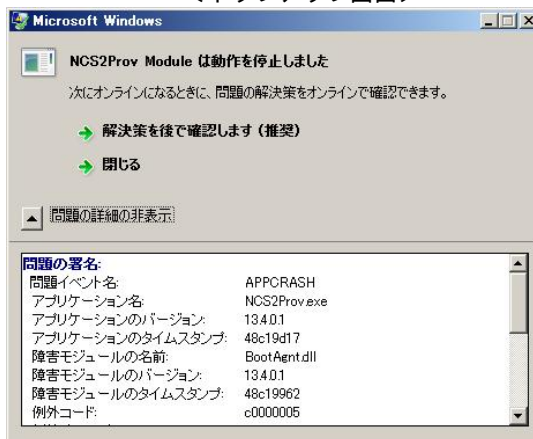 Microsoft Windows
NCS2Prov Module は動作を停止しました
次にオンラインになるときに、問題の解決策をオンラインで確認できます。
解決策を後で確認します (推奨)
閉じる
問題の詳細の非表示
問題の署名:
問題イベント名: APPCRASH
アプリケーション名: NCS2Prov.exe
アプリケーションのバージョン: 13.4.0.1
アプリケーションのタイムスタンプ: 48c19d17
障害モジュールの名前: BootAgnt.dll
障害モジュールのバージョン: 13.4.0.1
障害モジュールのタイムスタンプ: 48c19962
例外コード: c0000005